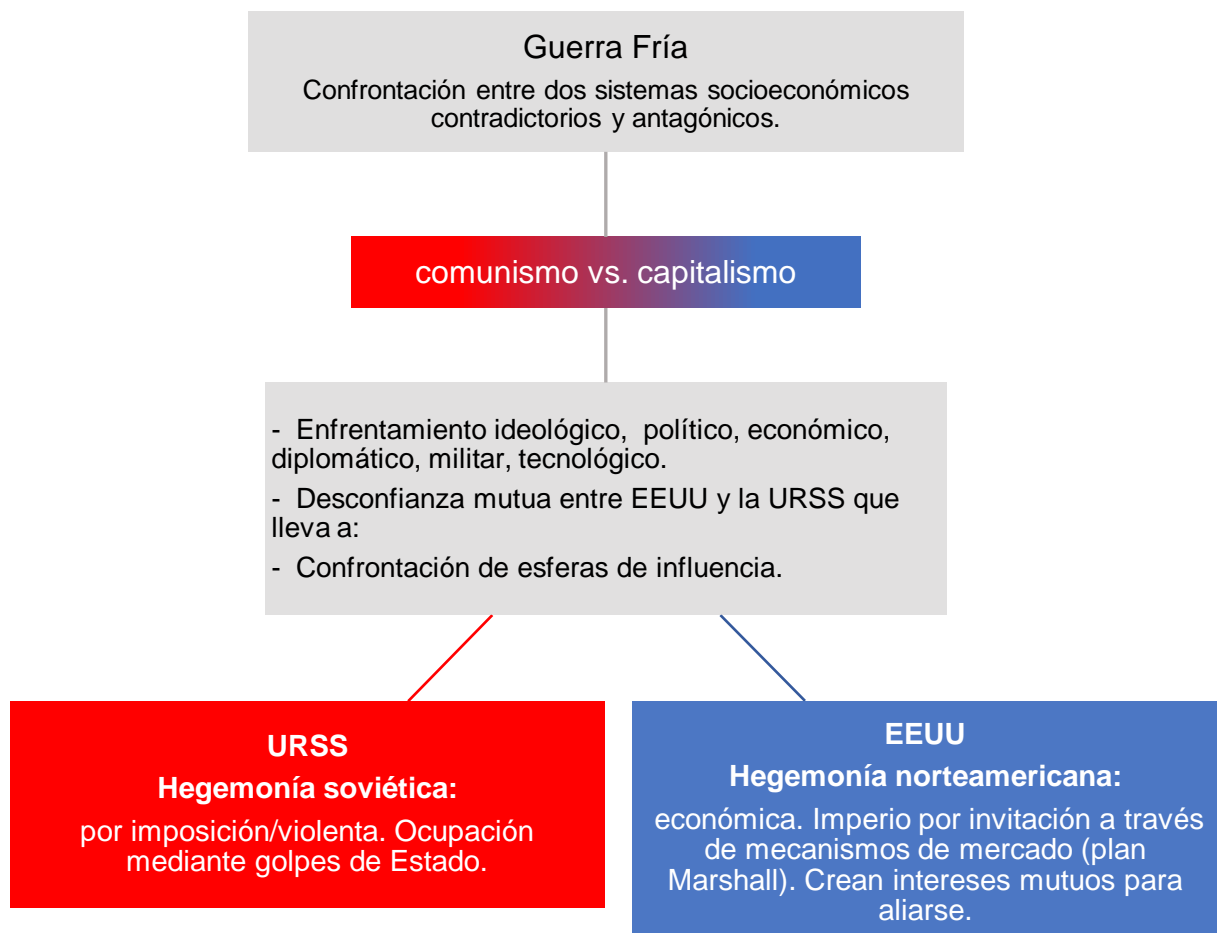 Guerra Fría
Confrontación entre dos sistemas socioeconómicos
contradictorios y antagónicos.
comunismo vs. capitalismo
- Enfrentamiento ideológico, político, económico,
diplomático, militar, tecnológico.
- Desconfianza mutua entre EEUU y la URSS que
lleva a:
- Confrontación de esferas de influencia.
URSS
Hegemonía soviética:
por imposición/violenta. Ocupación
mediante golpes de Estado.
EEUU
Hegemonía norteamericana:
económica. Imperio por invitación a través
de mecanismos de mercado (plan
Marshall). Crean intereses mutuos para
aliarse.